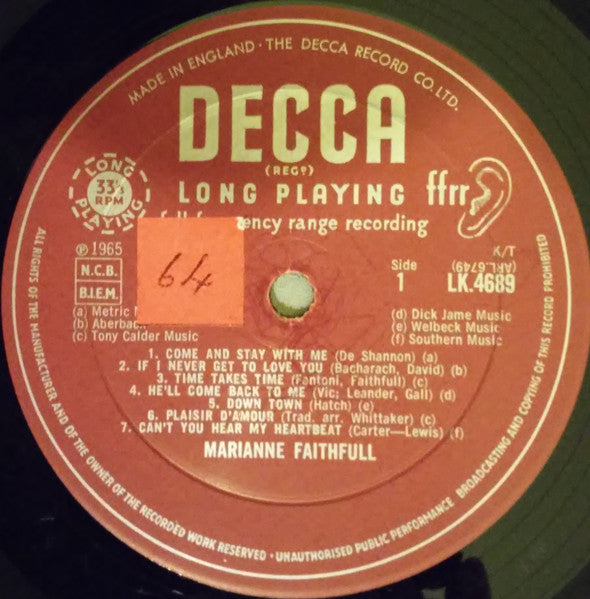 MADE IN ENGLAND · THE DECCA RECORD CO. LTD.
DECCA
(REGD)
LONG PLAYING
33⅓
RPM
LONG PLAYING ffrr
ency range recording
℗ 1965
N.C.B.
B.I.E.M.
64
K/T
(ARL.6749)
Side
1
LK.4689
(a) Metric
(b) Aberback
(c) Tony Calder Music
(d) Dick Jame Music
(e) Welbeck Music
(f) Southern Music
1. COME AND STAY WITH ME (De Shannon) (a)
2. IF I NEVER GET TO LOVE YOU (Bacharach, David) (b)
3. TIME TAKES TIME (Fantoni, Faithfull) (c)
4. HE'LL COME BACK TO ME (Vic; Leander, Gall) (d)
5. DOWN TOWN (Hatch) (e)
6. PLAISIR D'AMOUR (Trad. arr. Whittaker) (c)
7. CAN'T YOU HEAR MY HEARTBEAT (Carter—Lewis) (f)
MARIANNE FAITHFULL
ALL RIGHTS OF THE MANUFACTURER AND OF THE OWNER OF THE RECORDED WORK RESERVED · UNAUTHORISED PUBLIC PERFORMANCE BROADCASTING AND COPYING OF THIS RECORD PROHIBITED